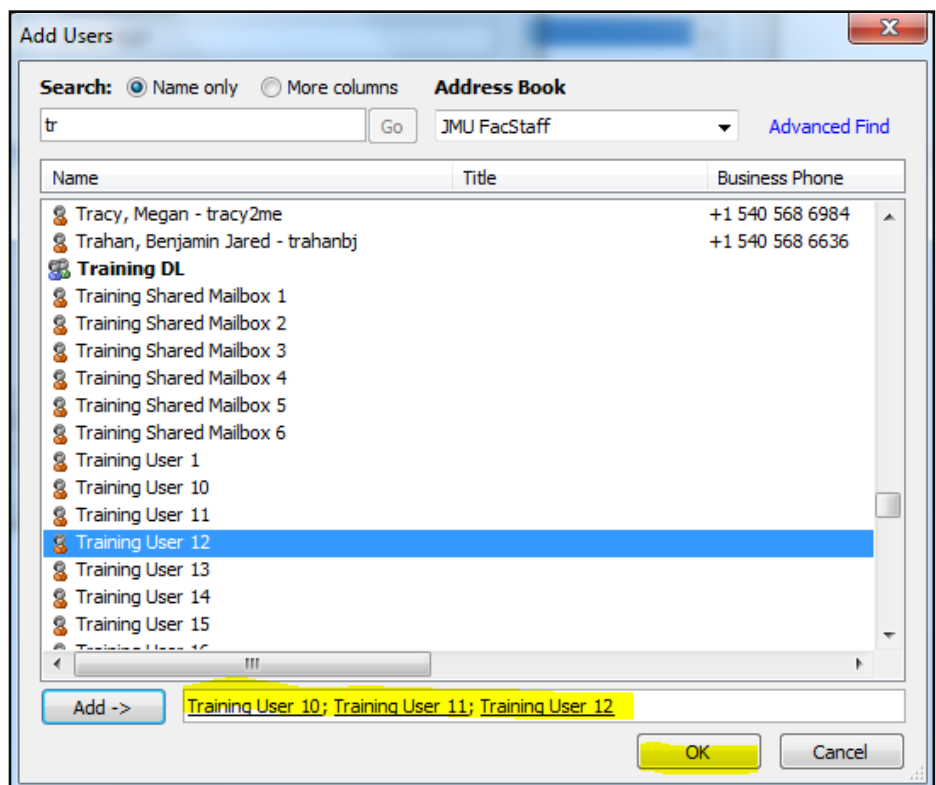 Add Users
Search: Name only More columns Address Book
tr Go JMU FacStaff Advanced Find
Name Title Business Phone
Tracy, Megan - tracy2me +1 540 568 6984
Trahan, Benjamin Jared - trahanbj +1 540 568 6636
Training DL
Training Shared Mailbox 1
Training Shared Mailbox 2
Training Shared Mailbox 3
Training Shared Mailbox 4
Training Shared Mailbox 5
Training Shared Mailbox 6
Training User 1
Training User 10
Training User 11
Training User 12
Training User 13
Training User 14
Training User 15
Training User 16
Add -> Training User 10; Training User 11; Training User 12
OK Cancel